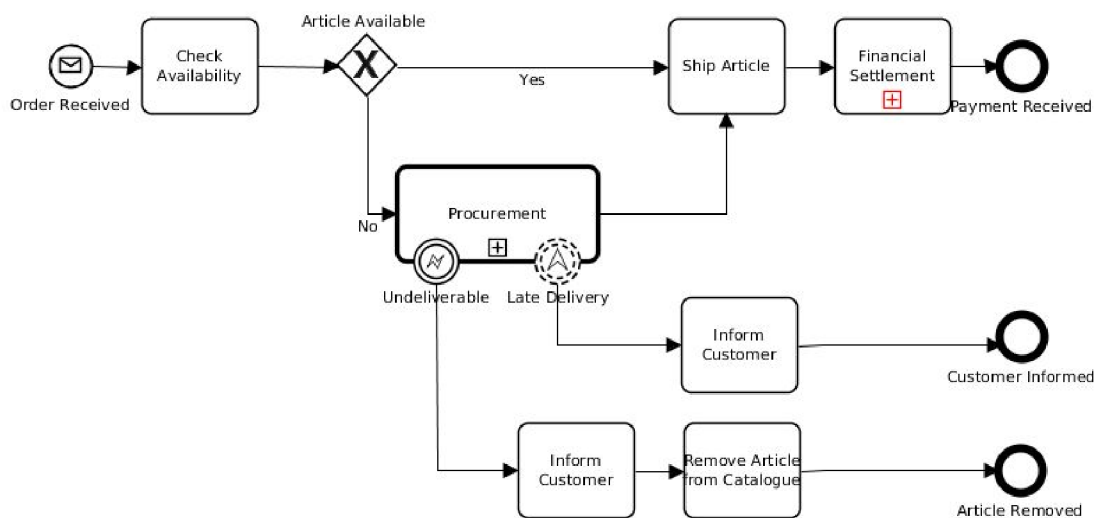 Article Available
Check
Availability
Order Received
Yes
Ship Article
Financial
Settlement
Payment Received
No
Procurement
Undeliverable
Late Delivery
Inform
Customer
Customer Informed
Inform
Customer
Remove Article
from Catalogue
Article Removed